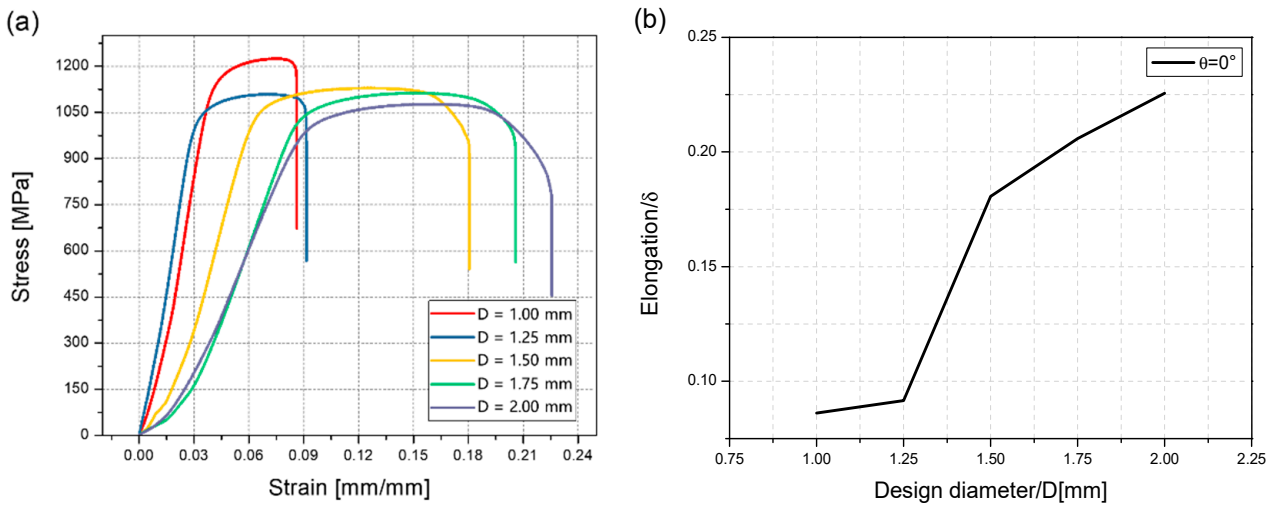 (a)
1200
1050
900
750
600
450
300
150
0
Stress [MPa]
D = 1.00 mm
D = 1.25 mm
D = 1.50 mm
D = 1.75 mm
D = 2.00 mm
0.00 0.03 0.06 0.09 0.12 0.15 0.18 0.21 0.24
Strain [mm/mm]
(b)
0.25
0.20
0.15
0.10
Elongation/δ
θ=0°
0.75 1.00 1.25 1.50 1.75 2.00 2.25
Design diameter/D[mm]